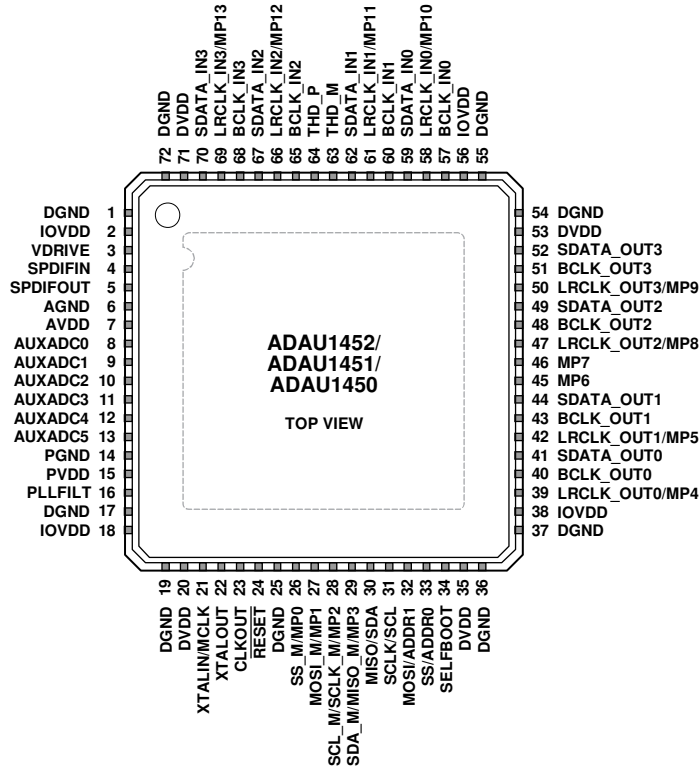 72 DGND
71 DVDD
70 SDATA_IN3
69 LRCLK_IN3/MP13
68 BCLK_IN3
67 SDATA_IN2
66 LRCLK_IN2/MP12
65 BCLK_IN2
64 THD_P
63 THD_M
62 SDATA_IN1
61 LRCLK_IN1/MP11
60 BCLK_IN1
59 SDATA_IN0
58 LRCLK_IN0/MP10
57 BCLK_IN0
56 IOVDD
55 DGND
DGND 1
IOVDD 2
VDRIVE 3
SPDIFIN 4
SPDIFOUT 5
AGND 6
AVDD 7
AUXADC0 8
AUXADC1 9
AUXADC2 10
AUXADC3 11
AUXADC4 12
AUXADC5 13
PGND 14
PVDD 15
PLLFILT 16
DGND 17
IOVDD 18
ADAU1452/
ADAU1451/
ADAU1450
TOP VIEW
54 DGND
53 DVDD
52 SDATA_OUT3
51 BCLK_OUT3
50 LRCLK_OUT3/MP9
49 SDATA_OUT2
48 BCLK_OUT2
47 LRCLK_OUT2/MP8
46 MP7
45 MP6
44 SDATA_OUT1
43 BCLK_OUT1
42 LRCLK_OUT1/MP5
41 SDATA_OUT0
40 BCLK_OUT0
39 LRCLK_OUT0/MP4
38 IOVDD
37 DGND
DGND 19
DVDD 20
XTALIN/MCLK 21
XTALOUT 22
CLKOUT 23
RESET 24
DGND 25
SS_M/MP0 26
MOSI_M/MP1 27
SCL_M/SCLK_M/MP2 28
SDA_M/MISO_M/MP3 29
MISO/SDA 30
SCLK/SCL 31
MOSI/ADDR1 32
SS/ADDR0 33
SELFBOOT 34
DVDD 35
DGND 36